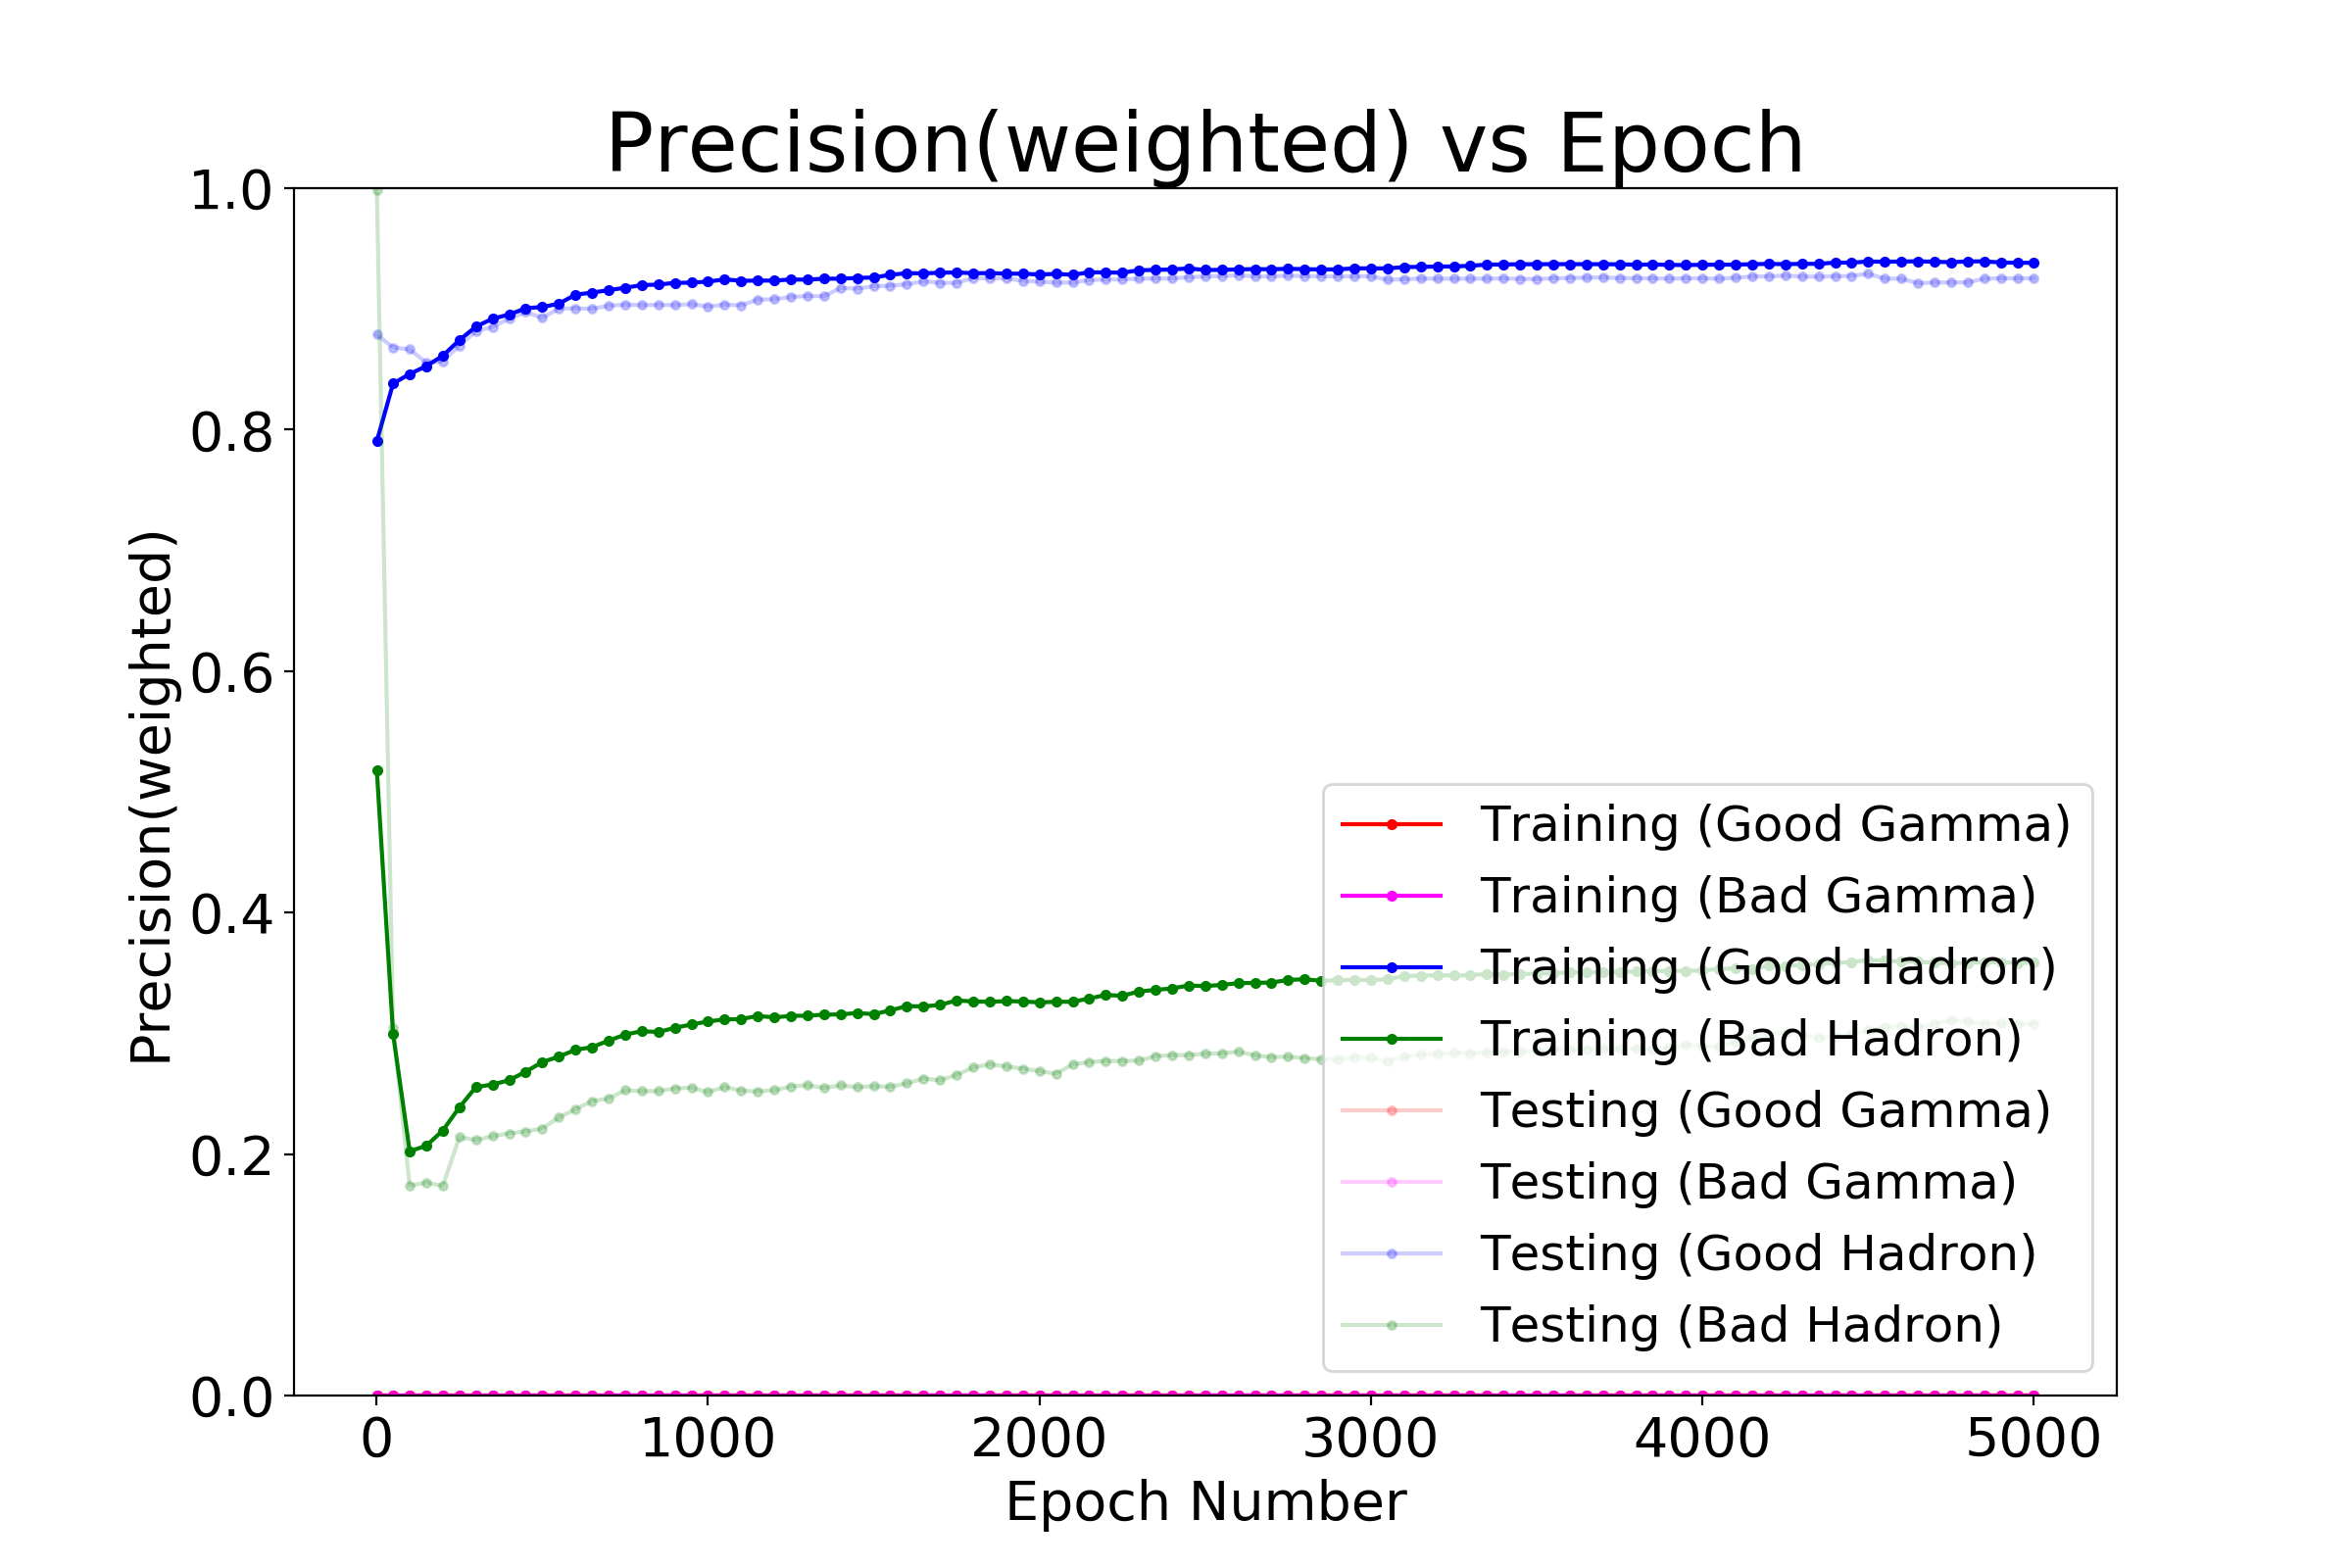 Precision(weighted) vs Epoch
1.0
0.8
0.6
0.4
0.2
0.0
Precision(weighted)
0 1000 2000 3000 4000 5000
Epoch Number
Training (Good Gamma)
Training (Bad Gamma)
Training (Good Hadron)
Training (Bad Hadron)
Testing (Good Gamma)
Testing (Bad Gamma)
Testing (Good Hadron)
Testing (Bad Hadron)